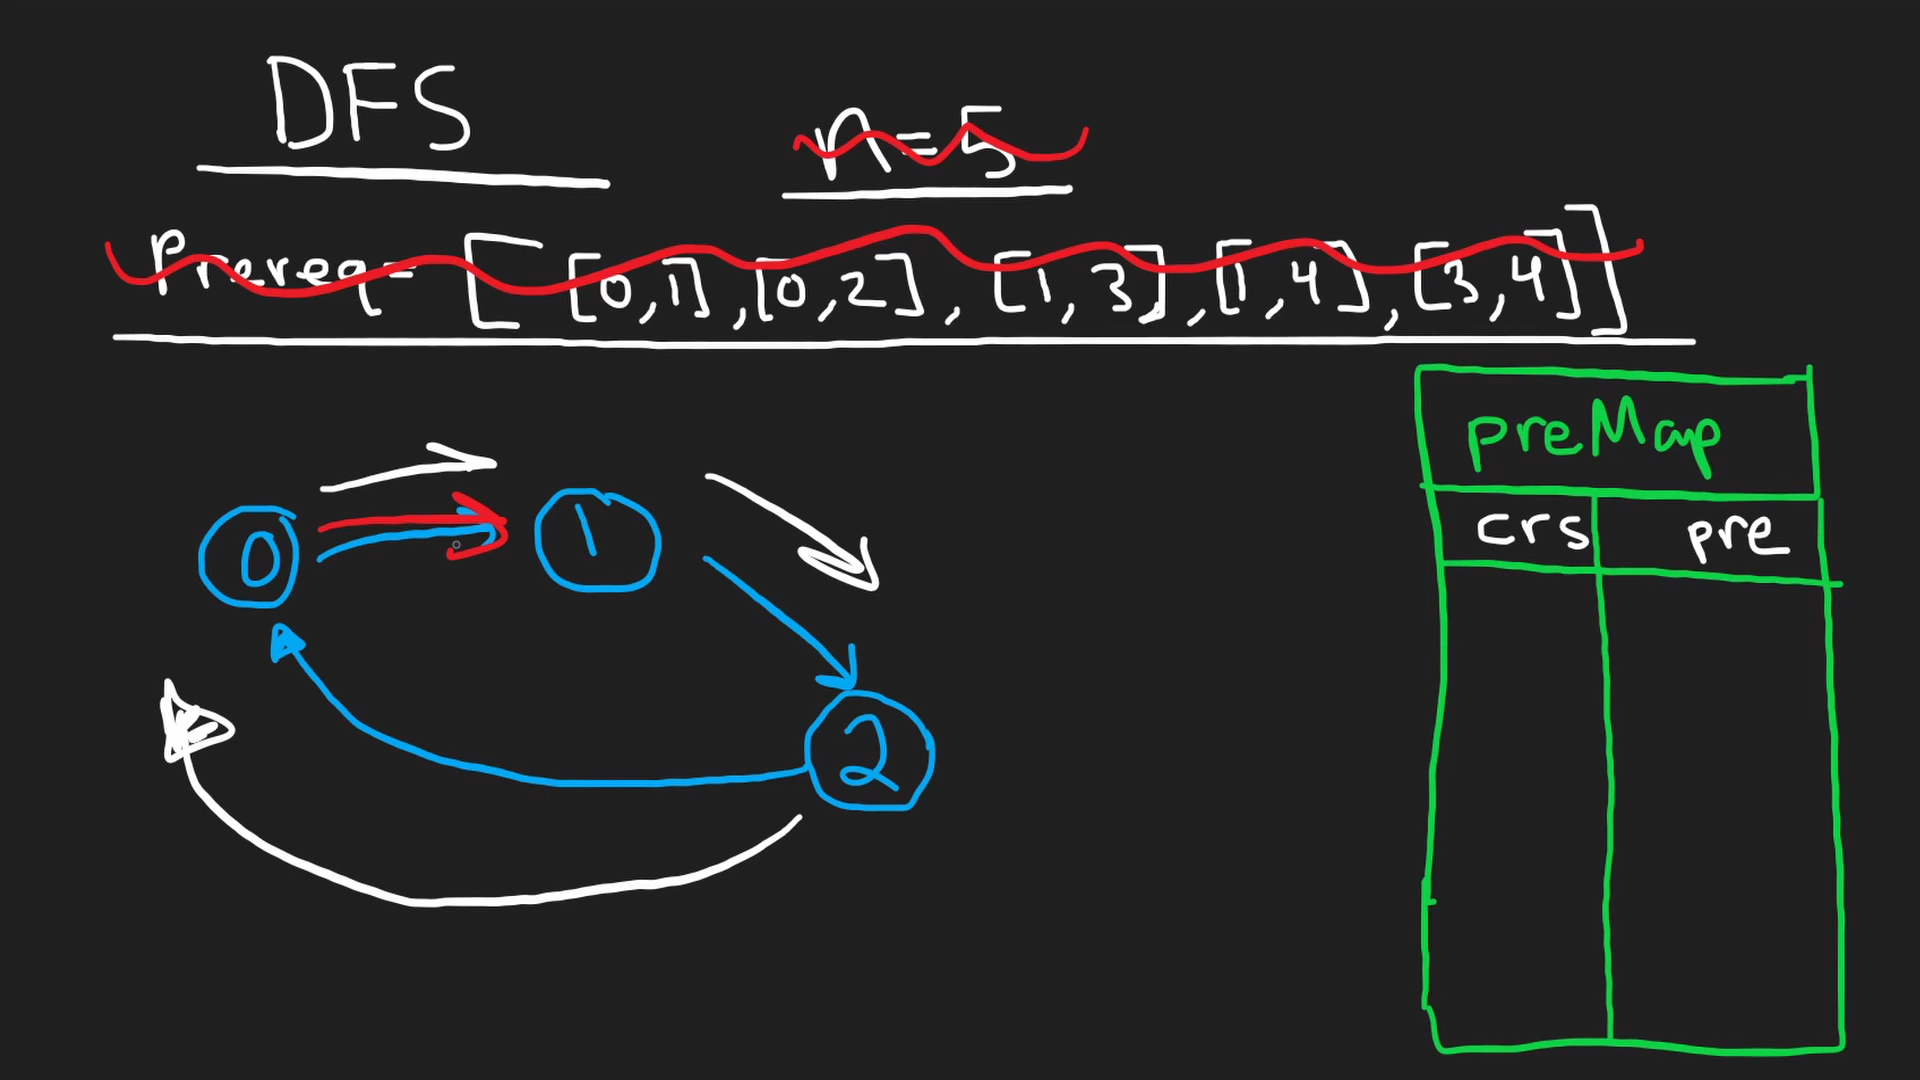 DFS
n=5
Prereq= [ [0,1],[0,2], [1,3],[1,4],[3,4]]
preMap
crs pre
0
1
2